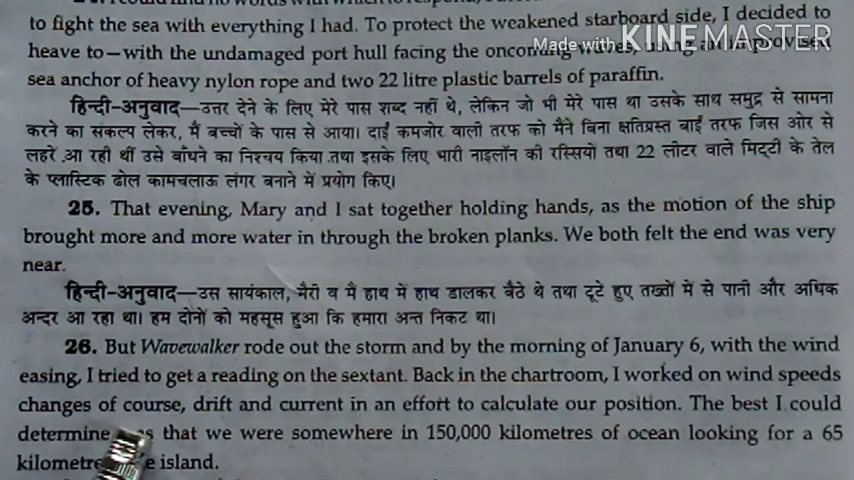 to fight the sea with everything I had. To protect the weakened starboard side, I decided to
heave to—with the undamaged port hull facing the oncoming waves, using an improvised
Made with KINEMASTER
sea anchor of heavy nylon rope and two 22 litre plastic barrels of paraffin.
हिन्दी-अनुवाद—उत्तर देने के लिए मेरे पास शब्द नहीं थे, लेकिन जो भी मेरे पास था उसके साथ समुद्र से सामना
करने का संकल्प लेकर, मैं बच्चों के पास से आया। दाईं कमजोर वाली तरफ को मैंने बिना क्षतिग्रस्त बाईं तरफ जिस ओर से
लहरें आ रही थीं उसे बाँधने का निश्चय किया तथा इसके लिए भारी नाइलॉन की रस्सियो तथा 22 लीटर वाले मिट्टी के तेल
के प्लास्टिक ढोल कामचलाऊ लंगर बनाने में प्रयोग किए।
25. That evening, Mary and I sat together holding hands, as the motion of the ship
brought more and more water in through the broken planks. We both felt the end was very
near.
हिन्दी-अनुवाद—उस सायंकाल, मैरी व मैं हाथ में हाथ डालकर बैठे थे तथा टूटे हुए तख्तों में से पानी और अधिक
अन्दर आ रहा था। हम दोनों को महसूस हुआ कि हमारा अन्त निकट था।
26. But Wavewalker rode out the storm and by the morning of January 6, with the wind
easing, I tried to get a reading on the sextant. Back in the chartroom, I worked on wind speeds
changes of course, drift and current in an effort to calculate our position. The best I could
determine that we were somewhere in 150,000 kilometres of ocean looking for a 65
kilometre island.